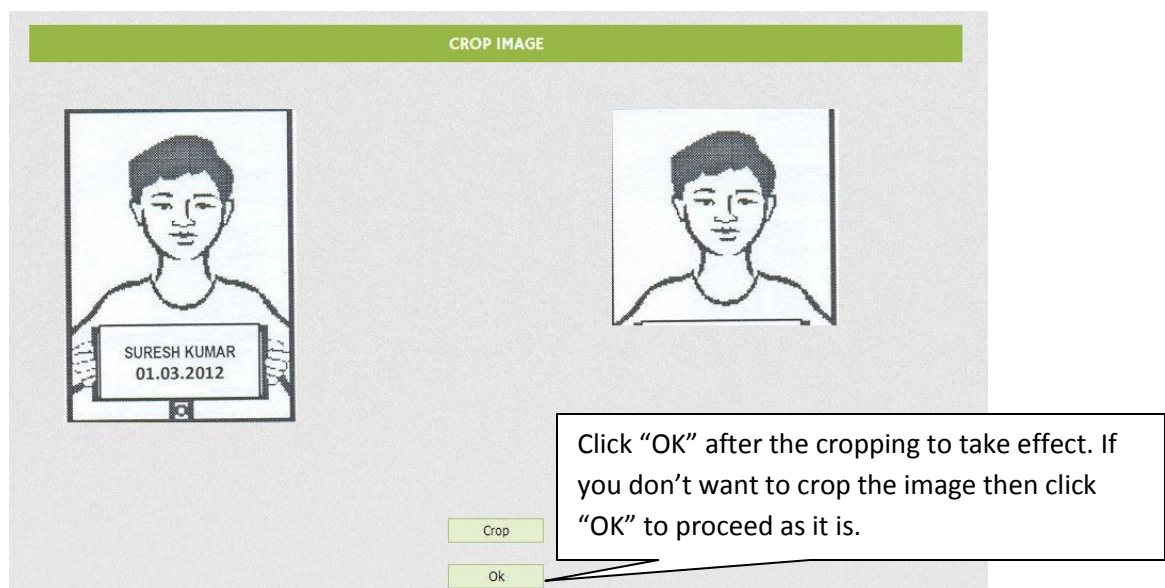 CROP IMAGE
SURESH KUMAR
01.03.2012
Click “OK” after the cropping to take effect. If
you don’t want to crop the image then click
“OK” to proceed as it is.
Crop
Ok